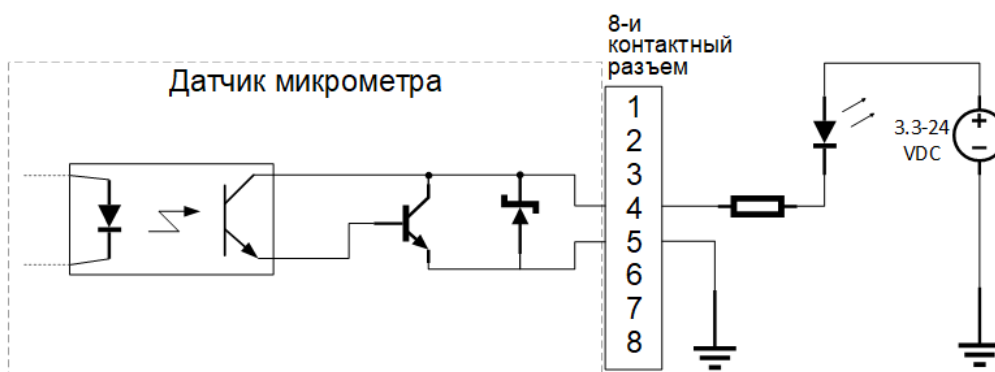 8-и
контактный
разъем
Датчик микрометра
1
2
3
4
5
6
7
8
3.3-24
VDC
+
−